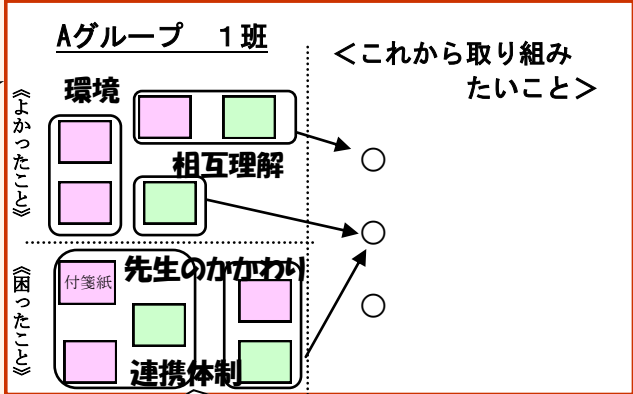 Aグループ　１班
＜これから取り組み
たいこと＞
《よかったこと》
環境
相互理解
《困ったこと》
先生のかかわり
付箋紙
連携体制